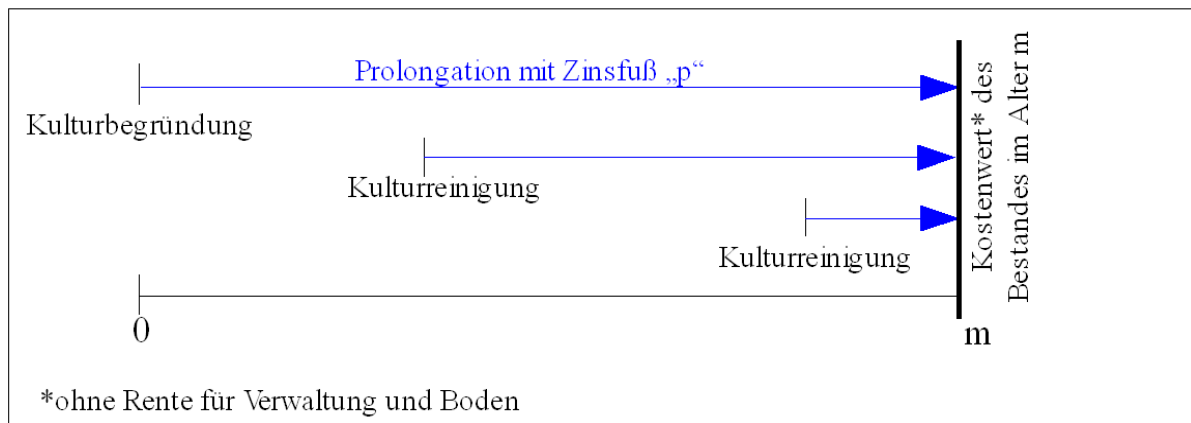 Prolongation mit Zinsfuß „p“
Kulturbegründung
Kulturreinigung
Kulturreinigung
Kostenwert* des
Bestandes im Alter m
0
m
*ohne Rente für Verwaltung und Boden